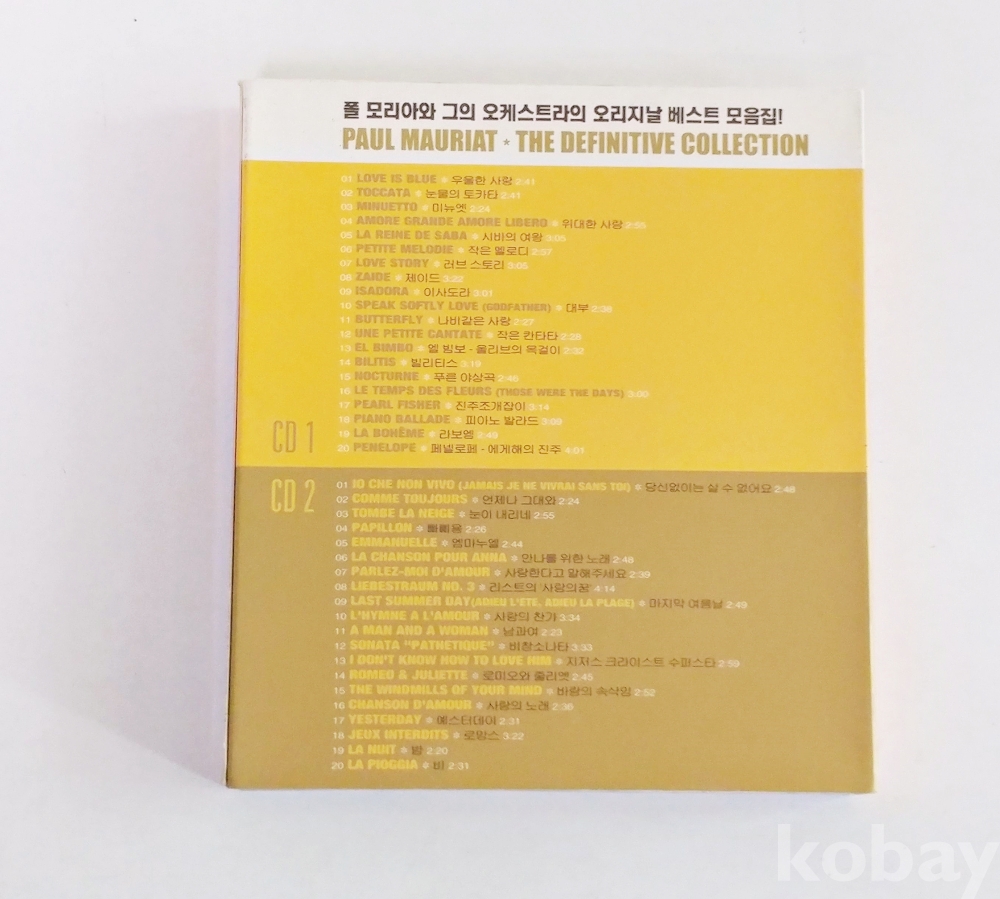 폴 모리아와 그의 오케스트라의 오리지날 베스트 모음집!
PAUL MAURIAT * THE DEFINITIVE COLLECTION
01 LOVE IS BLUE * 우울한 사랑 2:41
02 TOCCATA * 눈물의 토카타 2:41
03 MINUETTO * 미뉴엣 2:24
04 AMORE GRANDE AMORE LIBERO * 위대한 사랑 2:55
05 LA REINE DE SABA * 시바의 여왕 3:05
06 PETITE MELODIE * 작은 멜로디 2:57
07 LOVE STORY * 러브 스토리 3:05
08 ZAIDE * 제이드 3:22
09 ISADORA * 이사도라 3:01
10 SPEAK SOFTLY LOVE (GODFATHER) * 대부 2:38
11 BUTTERFLY * 나비같은 사랑 2:27
12 UNE PETITE CANTATE * 작은 칸타타 2:28
13 EL BIMBO * 엘 빔보 - 올리브의 목걸이 2:32
14 BILITIS * 빌리티스 3:19
15 NOCTURNE * 푸른 야상곡 2:46
16 LE TEMPS DES FLEURS (THOSE WERE THE DAYS) * 3:00
17 PEARL FISHER * 진주조개잡이 3:14
18 PIANO BALLADE * 피아노 발라드 3:09
CD 1
19 LA BOHÈME * 라보엠 2:49
20 PENELOPE * 페넬로페 - 에게해의 진주 4:01
CD 2
01 IO CHE NON VIVO (JAMAIS JE NE VIVRAI SANS TOI) * 당신없이는 살 수 없어요 2:48
02 COMME TOUJOURS * 언제나 그대와 2:24
03 TOMBE LA NEIGE * 눈이 내리네 2:55
04 PAPILLON * 빠삐용 2:26
05 EMMANUELLE * 엠마누엘 2:44
06 LA CHANSON POUR ANNA * 안나를 위한 노래 2:48
07 PARLEZ-MOI D'AMOUR * 사랑한다고 말해주세요 2:39
08 LIEBESTRAUM NO. 3 * 리스트의 사랑의꿈 4:14
09 LAST SUMMER DAY (ADIEU L'ETE, ADIEU LA PLAGE) * 마지막 여름날 2:49
10 L'HYMNE A L'AMOUR * 사랑의 찬가 3:34
11 A MAN AND A WOMAN * 남과여 2:23
12 SONATA "PATHETIQUE" * 비창소나타 3:33
13 I DON'T KNOW HOW TO LOVE HIM * 지저스 크라이스트 수퍼스타 2:59
14 ROMEO & JULIETTE * 로미오와 줄리엣 2:45
15 THE WINDMILLS OF YOUR MIND * 바람의 속삭임 2:52
16 CHANSON D'AMOUR * 사랑의 노래 2:36
17 YESTERDAY * 예스터데이 2:31
18 JEUX INTERDITS * 로망스 3:22
19 LA NUIT * 밤 2:20
20 LA PIOGGIA * 비 2:31
kobay